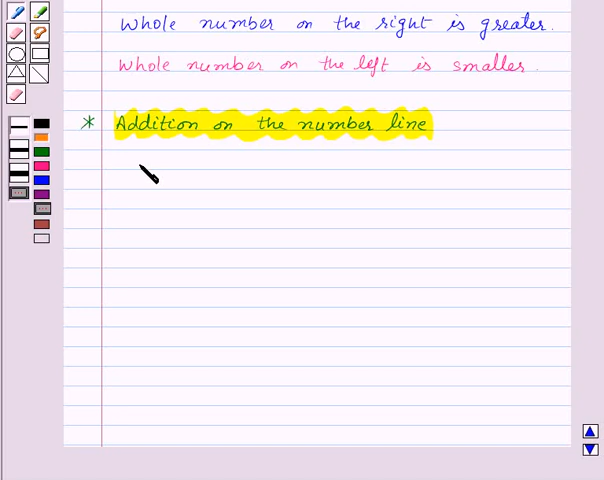 Whole number on the right is greater.
Whole number on the left is smaller.
* Addition on the number line